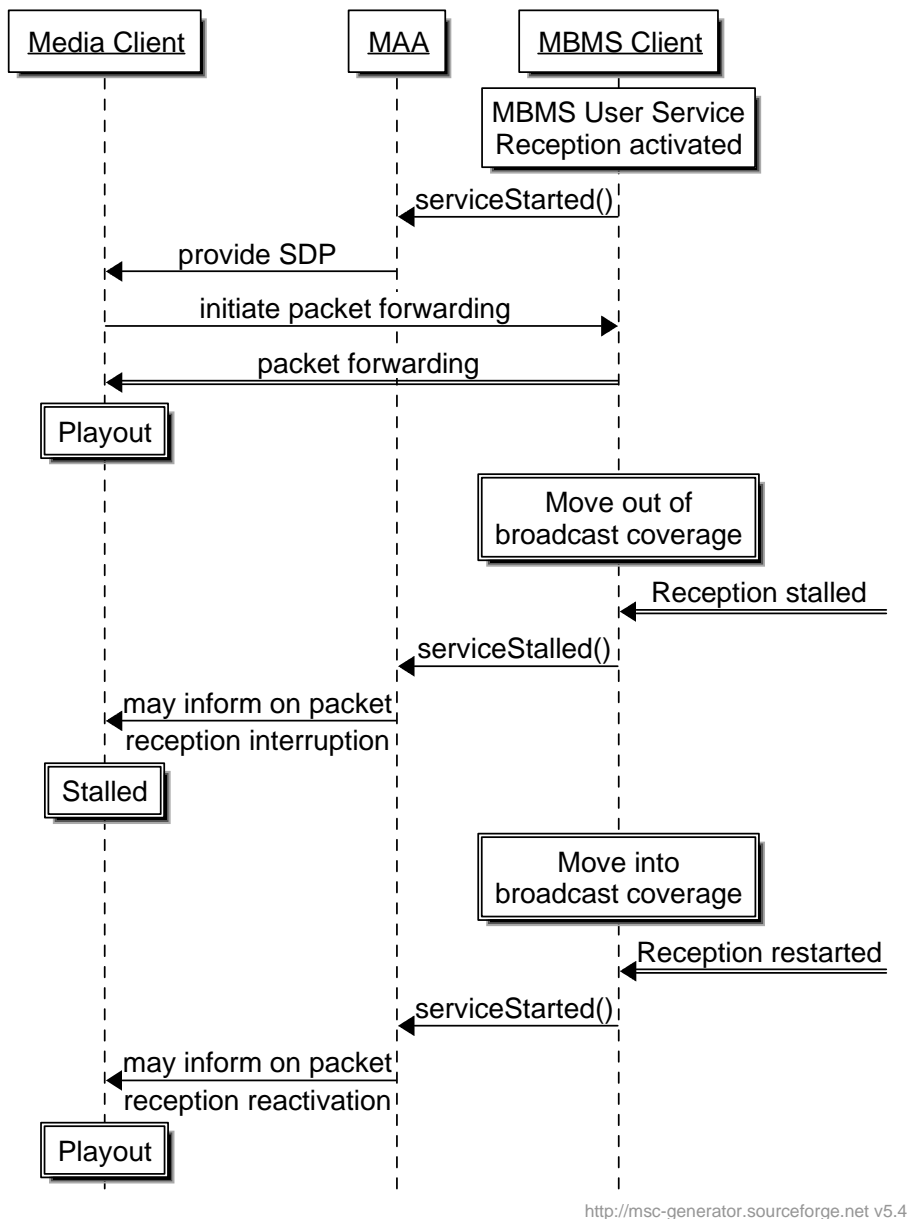 Media Client
MAA
MBMS Client
MBMS User Service
Reception activated
serviceStarted()
provide SDP
initiate packet forwarding
packet forwarding
Playout
Move out of
broadcast coverage
Reception stalled
serviceStalled()
may inform on packet
reception interruption
Stalled
Move into
broadcast coverage
Reception restarted
serviceStarted()
may inform on packet
reception reactivation
Playout
http://msc-generator.sourceforge.net v5.4